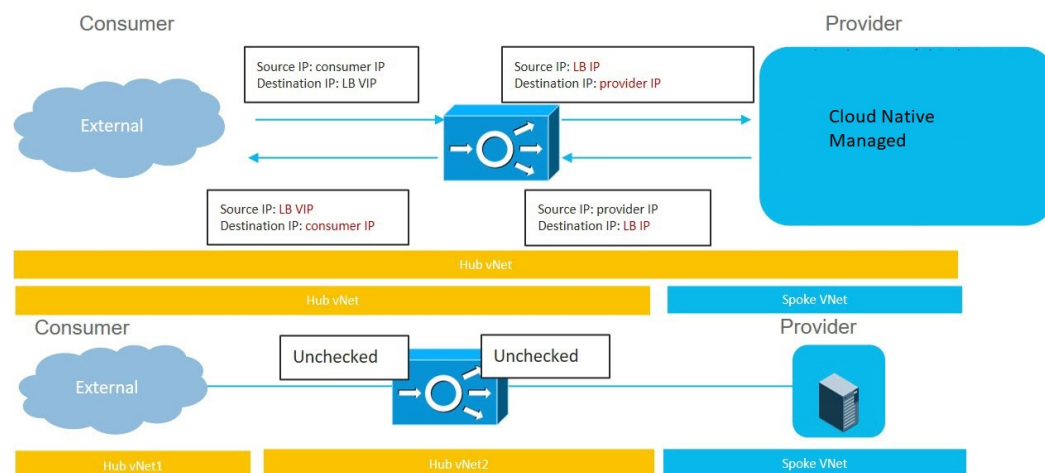 Consumer
Provider
Source IP: consumer IP
Destination IP: LB VIP
Source IP: LB IP
Destination IP: provider IP
External
Cloud Native
Managed
Source IP: LB VIP
Destination IP: consumer IP
Source IP: provider IP
Destination IP: LB IP
Hub vNet
Hub vNet
Spoke VNet
Consumer
Provider
Unchecked
Unchecked
External
Hub vNet1
Hub vNet2
Spoke VNet